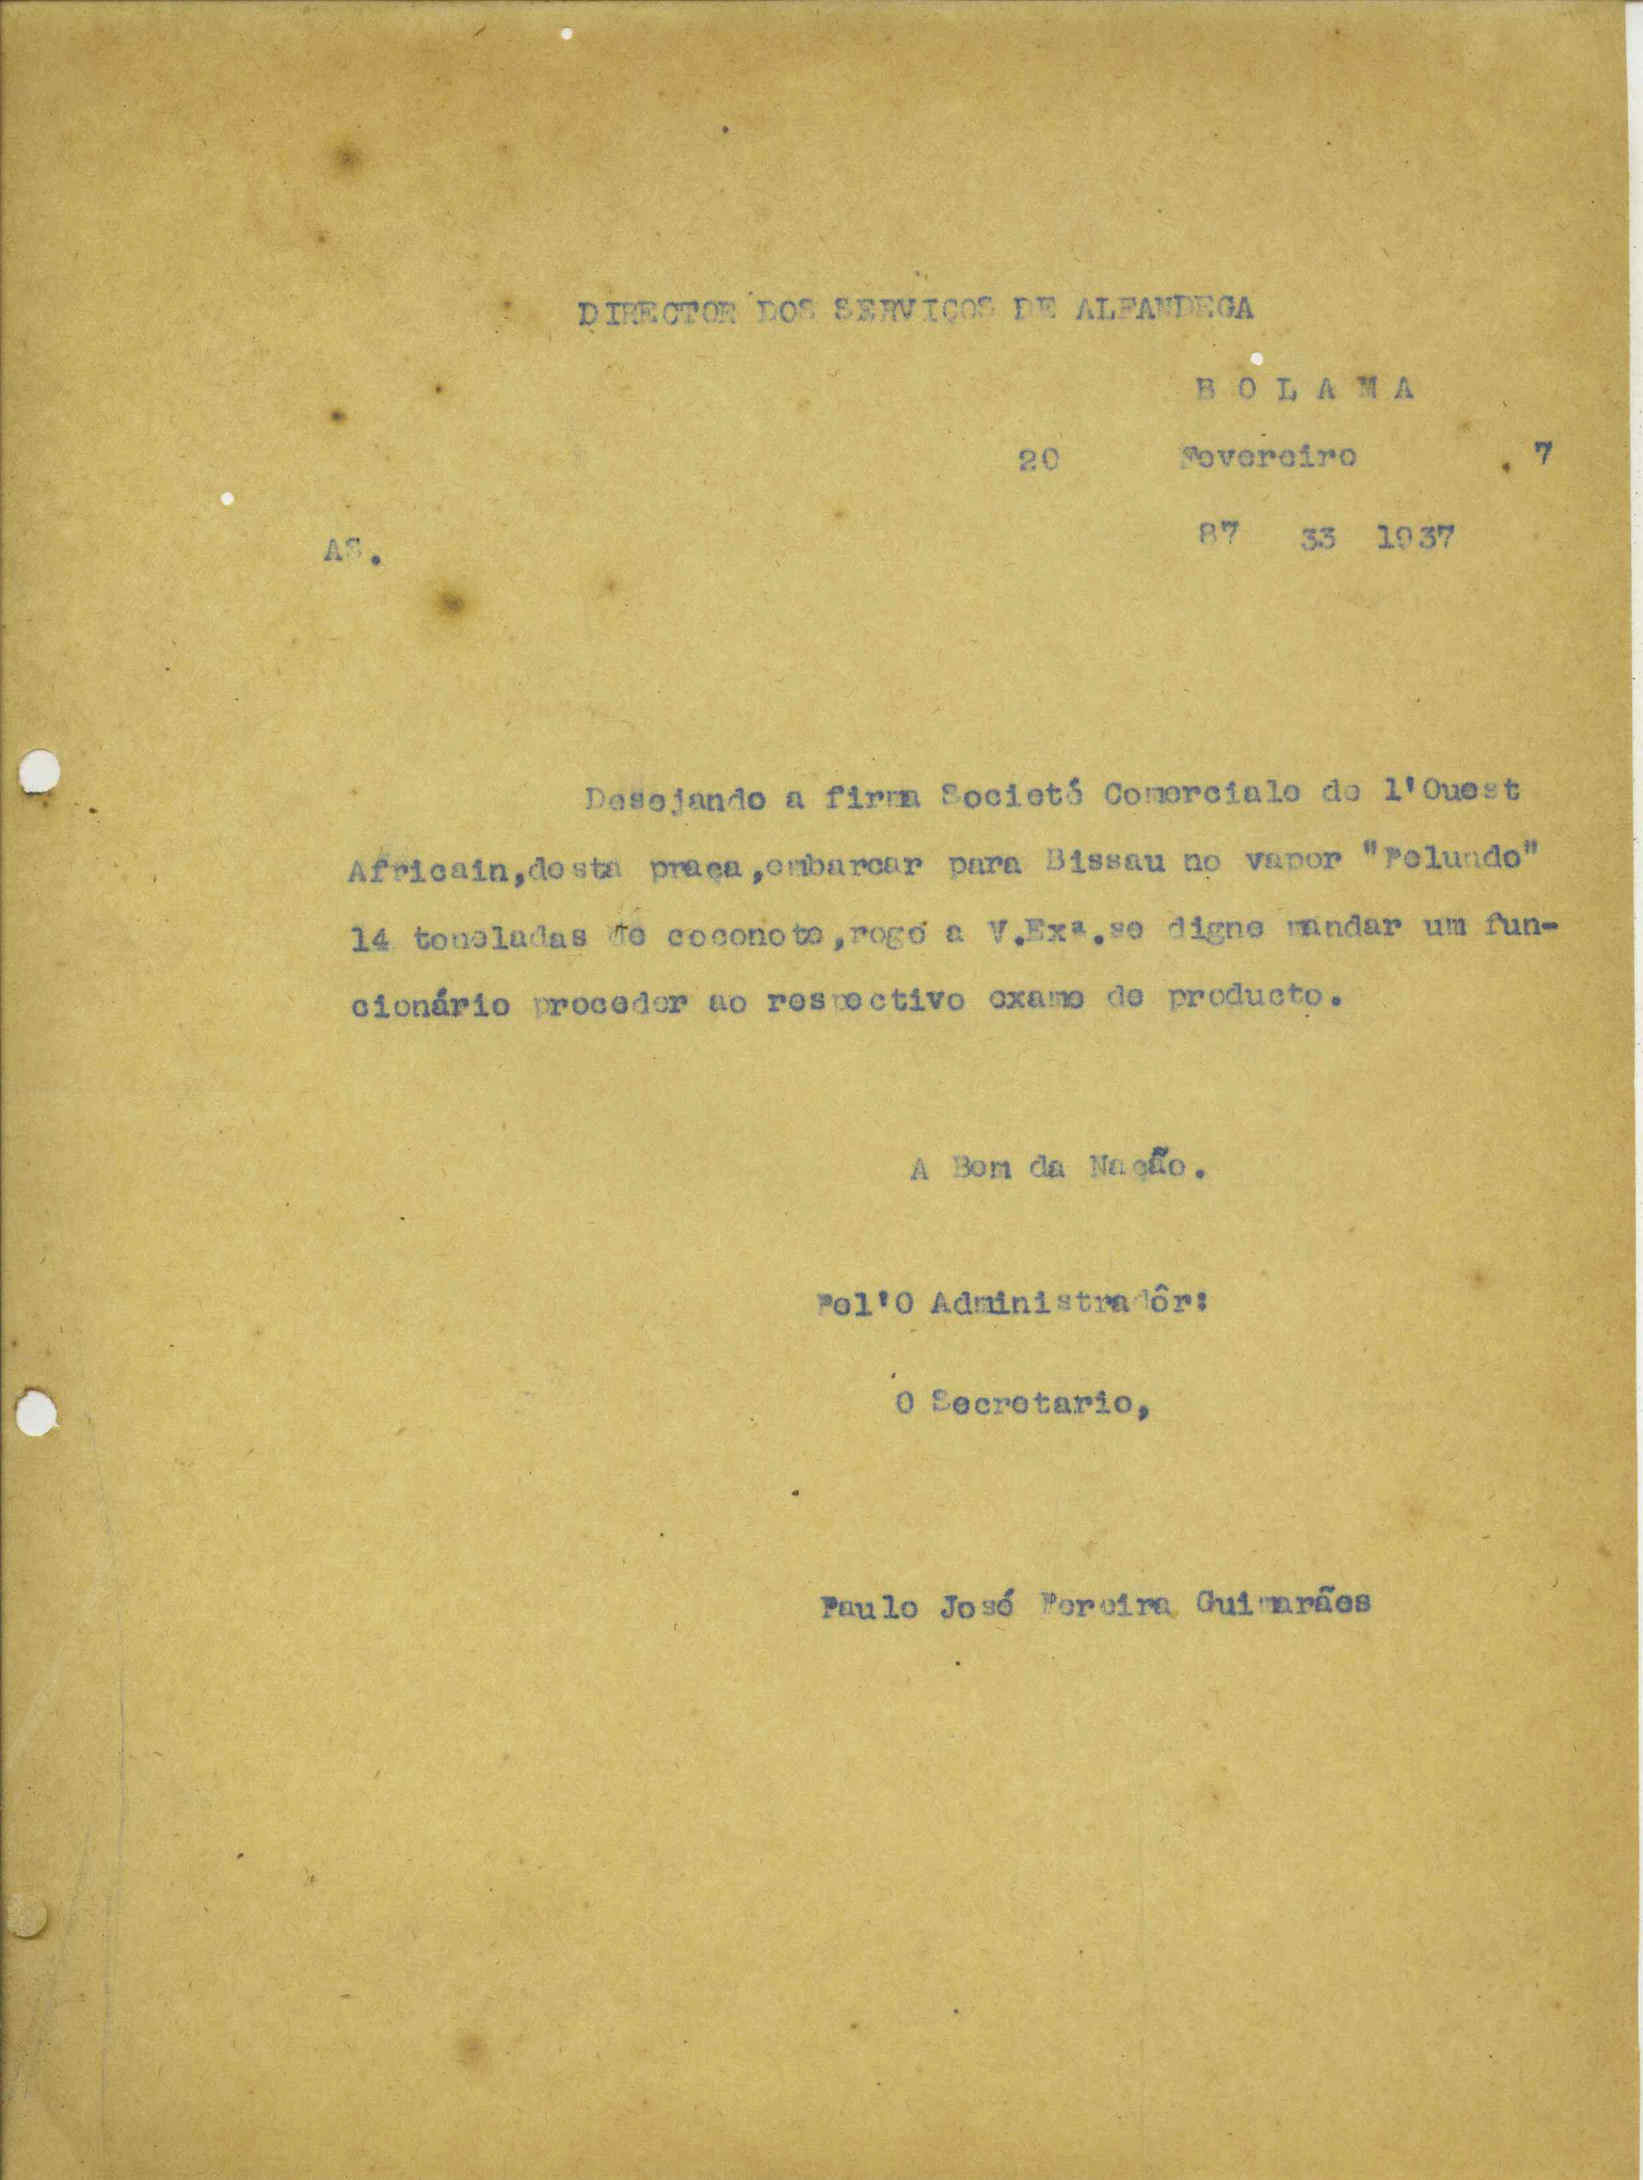 DIRECTOR DOS SERVIÇOS DE ALFANDEGA
B O L A M A
20 Fevereiro . 7
87 33 1937
AS.
Desejando a firma Societé Comerciale de l'Ouest
Africain,desta praça,embarcar para Bissau no vapor "Pelundo"
14 toneladas de coconote,rogo a V.Exª.se digne mandar um fun-
cionário proceder ao respectivo exame de producto.
A Bem da Nação.
Pel'O Administradôr:
O Secretario,
Paulo José Pereira Guimarães